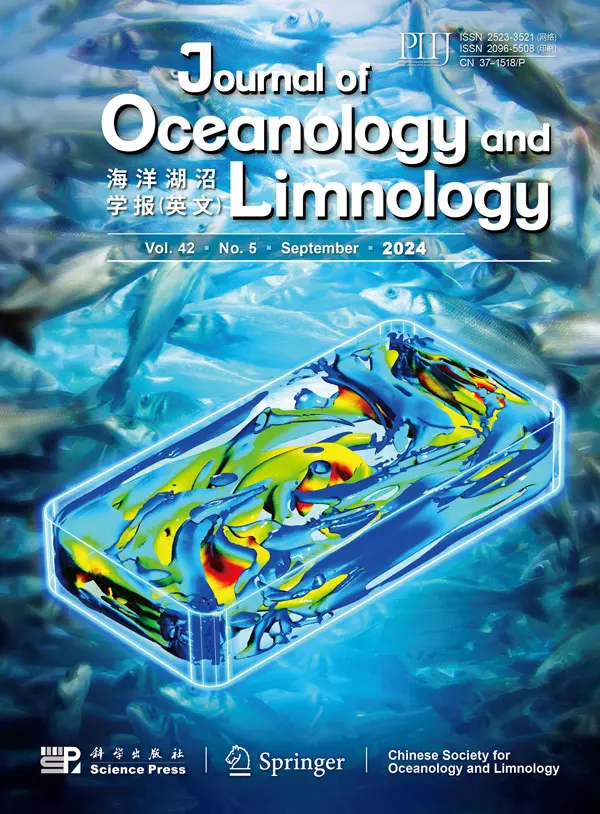 PIIJ
ISSN 2523-3521 (网络)
ISSN 2096-5508 (印刷)
CN 37-1518/P
Journal of
Oceanology and
海洋湖沼
学报(英文)
Limnology
Vol. 42 ▪ No. 5 ▪ September ▪ 2024
科学出版社
Science Press
Springer
Chinese Society for
Oceanology and Limnology